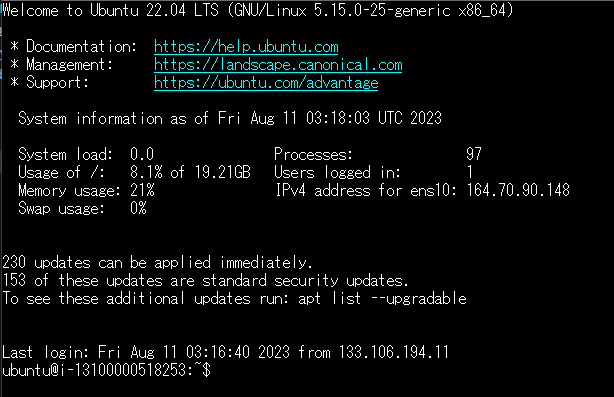 Welcome to Ubuntu 22.04 LTS (GNU/Linux 5.15.0-25-generic x86_64)
* Documentation: https://help.ubuntu.com
* Management: https://landscape.canonical.com
* Support: https://ubuntu.com/advantage
System information as of Fri Aug 11 03:18:03 UTC 2023
System load: 0.0 Processes: 97
Usage of /: 8.1% of 19.21GB Users logged in: 1
Memory usage: 21% IPv4 address for ens10: 164.70.90.148
Swap usage: 0%
230 updates can be applied immediately.
153 of these updates are standard security updates.
To see these additional updates run: apt list --upgradable
Last login: Fri Aug 11 03:16:40 2023 from 133.106.194.11
ubuntu@i-13100000518253:~$